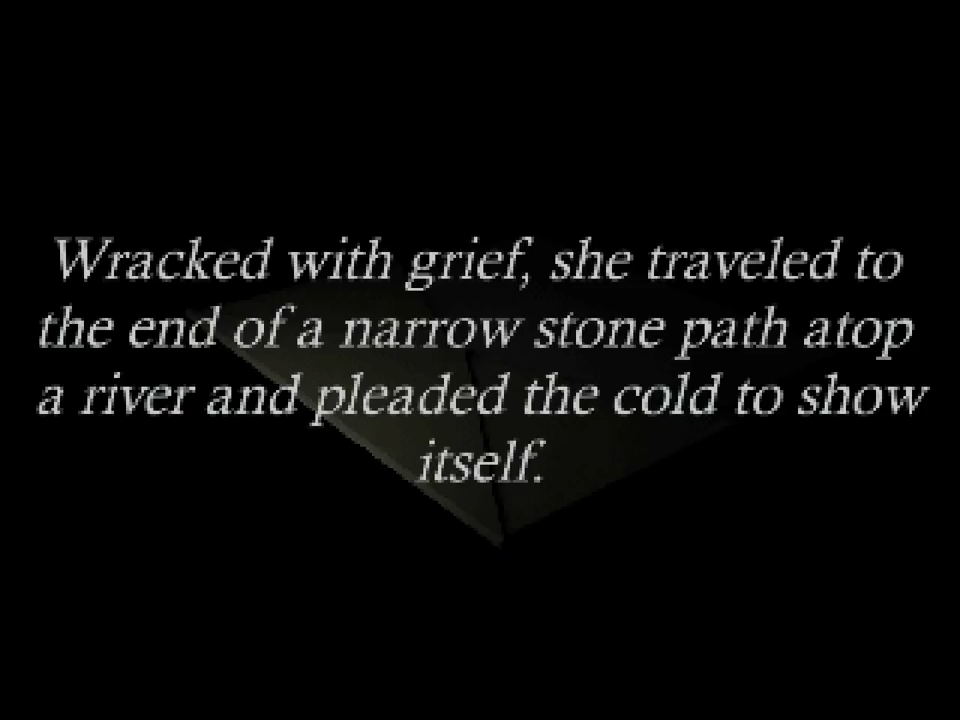 Wracked with grief, she traveled to
the end of a narrow stone path atop
a river and pleaded the cold to show
itself.